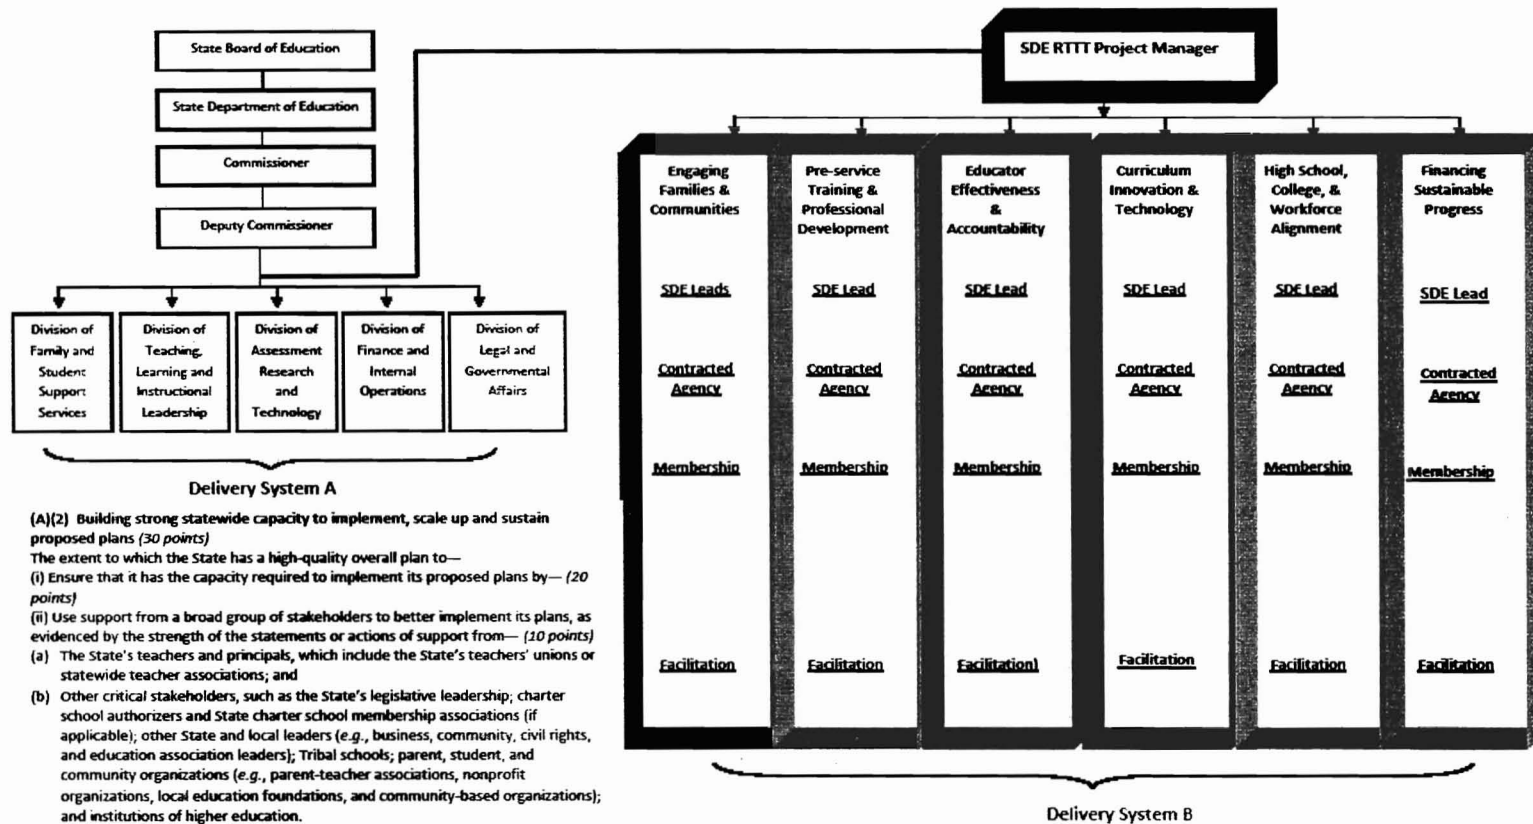 State Board of Education
State Department of Education
Commissioner
Deputy Commissioner
Division of
Family and
Student
Support
Services
Division of
Teaching,
Learning and
Instructional
Leadership
Division of
Assessment
Research
and
Technology
Division of
Finance and
Internal
Operations
Division of
Legal and
Governmental
Affairs
Delivery System A
(A)(2) Building strong statewide capacity to implement, scale up and sustain
proposed plans (30 points)
The extent to which the State has a high-quality overall plan to—
(i) Ensure that it has the capacity required to implement its proposed plans by— (20
points)
(ii) Use support from a broad group of stakeholders to better implement its plans, as
evidenced by the strength of the statements or actions of support from— (10 points)
(a) The State's teachers and principals, which include the State's teachers' unions or
statewide teacher associations; and
(b) Other critical stakeholders, such as the State's legislative leadership; charter
school authorizers and State charter school membership associations (if
applicable); other State and local leaders (e.g., business, community, civil rights,
and education association leaders); Tribal schools; parent, student, and
community organizations (e.g., parent-teacher associations, nonprofit
organizations, local education foundations, and community-based organizations);
and institutions of higher education.
SDE RTTT Project Manager
Engaging
Families &
Communities
SDE Leads
Contracted
Agency
Membership
Facilitation
Pre-service
Training &
Professional
Development
SDE Lead
Contracted
Agency
Membership
Facilitation
Educator
Effectiveness
&
Accountability
SDE Lead
Contracted
Agency
Membership
Facilitation)
Curriculum
Innovation &
Technology
SDE Lead
Contracted
Agency
Membership
Facilitation
High School,
College, &
Workforce
Alignment
SDE Lead
Contracted
Agency
Membership
Facilitation
Financing
Sustainable
Progress
SDE Lead
Contracted
Agency
Membership
Facilitation
Delivery System B